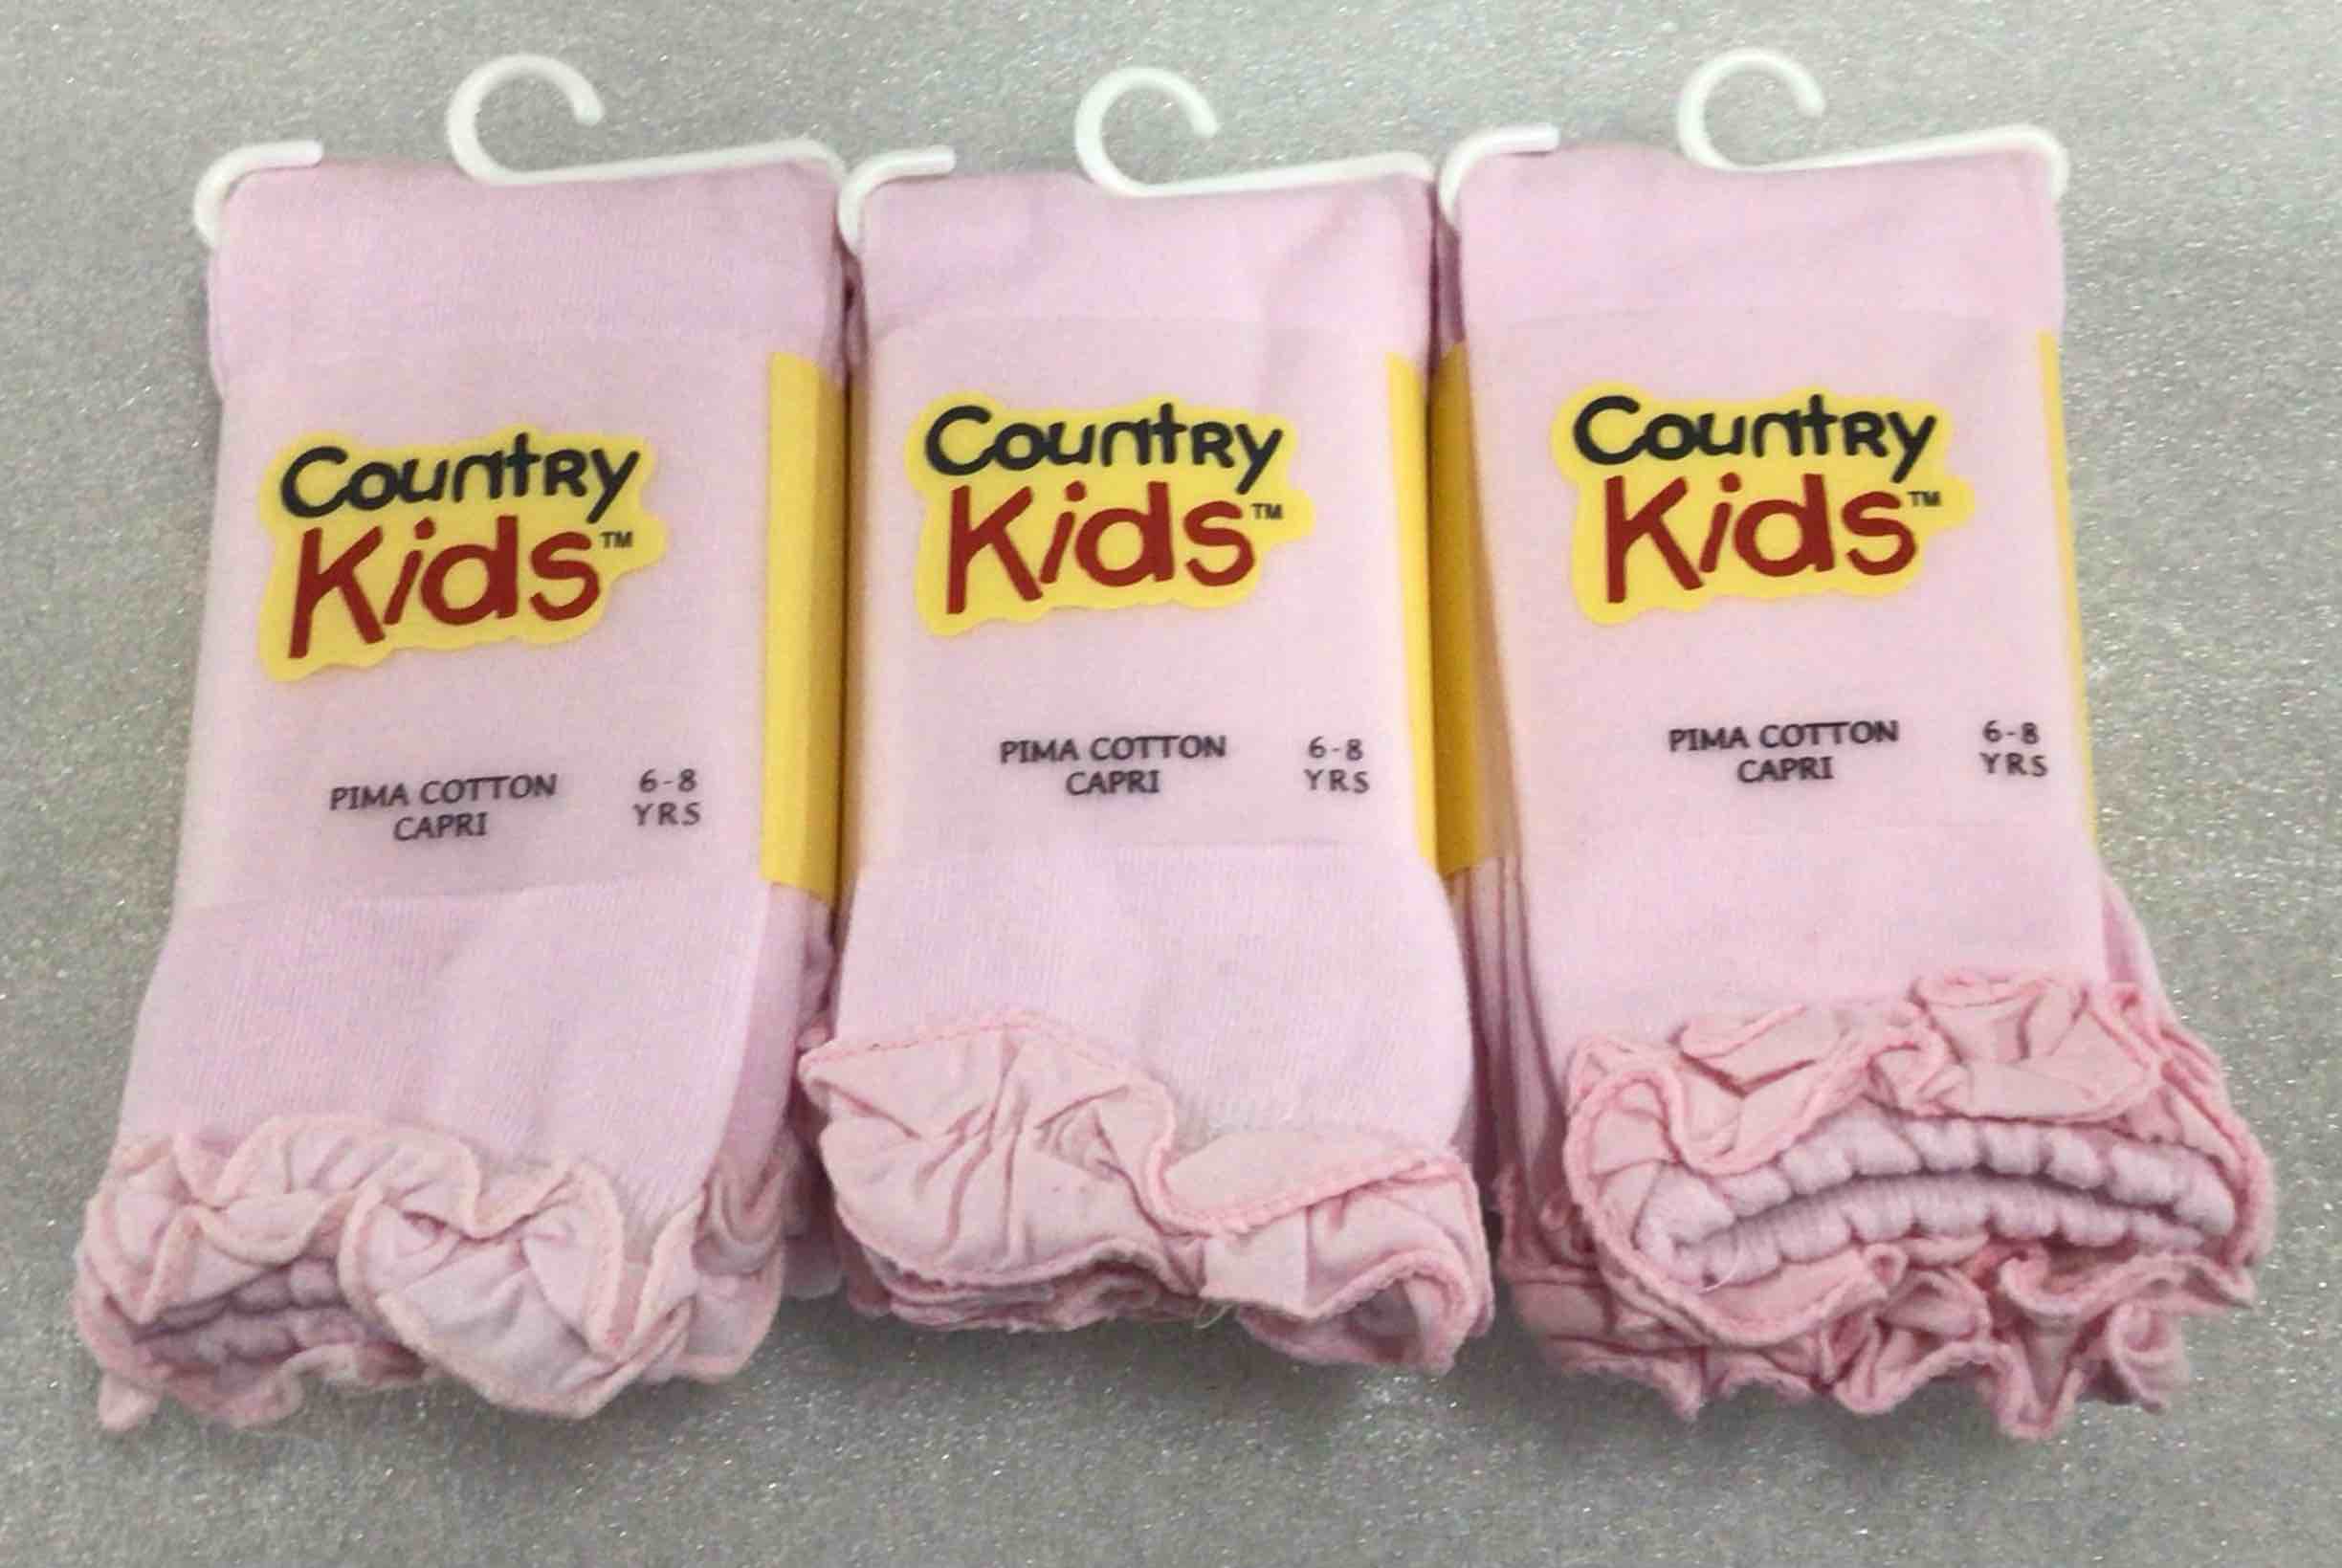 Country
Kids™
PIMA COTTON
CAPRI
6-8
YRS
Country
Kids™
PIMA COTTON
CAPRI
6-8
YRS
Country
Kids™
PIMA COTTON
CAPRI
6-8
YRS